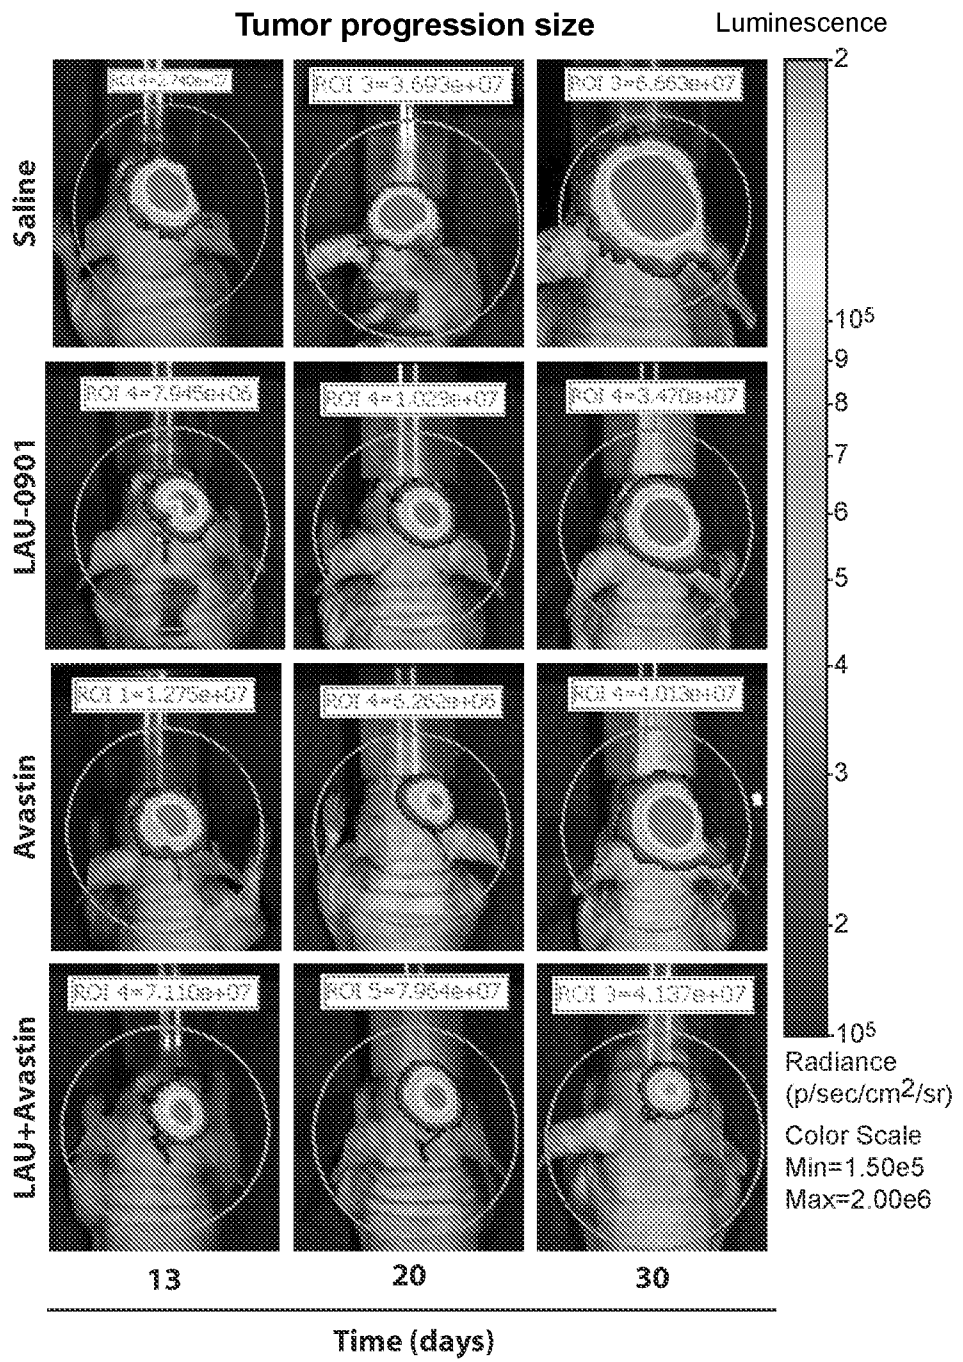 Tumor progression size
Luminescence
Saline
ROI 3=3.693e+07
ROI 3=6.663e+07
LAU-0901
ROI 4=7.945e+06
ROI 4=1.029e+07
ROI 4=3.470e+07
Avastin
ROI 1=1.275e+07
ROI 4=6.262e+06
ROI 4=4.013e+07
LAU+Avastin
ROI 4=7.110e+07
ROI 5=7.964e+07
ROI 3=4.137e+07
13
20
30
Time (days)
2
10⁵
9
8
7
6
5
4
3
2
10⁵
Radiance
(p/sec/cm²/sr)
Color Scale
Min=1.50e5
Max=2.00e6